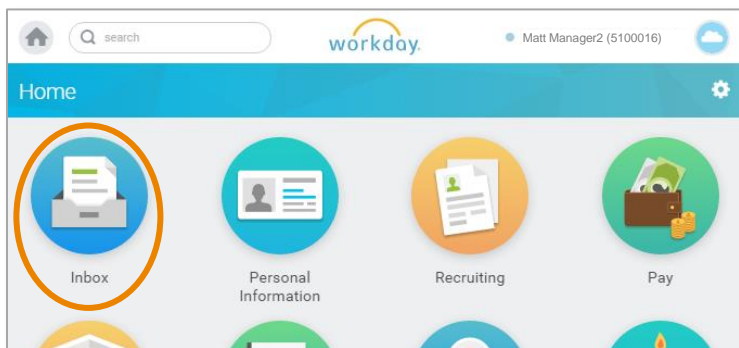 search
workday.
Matt Manager2 (5100016)
Home
Inbox
Personal
Information
Recruiting
Pay